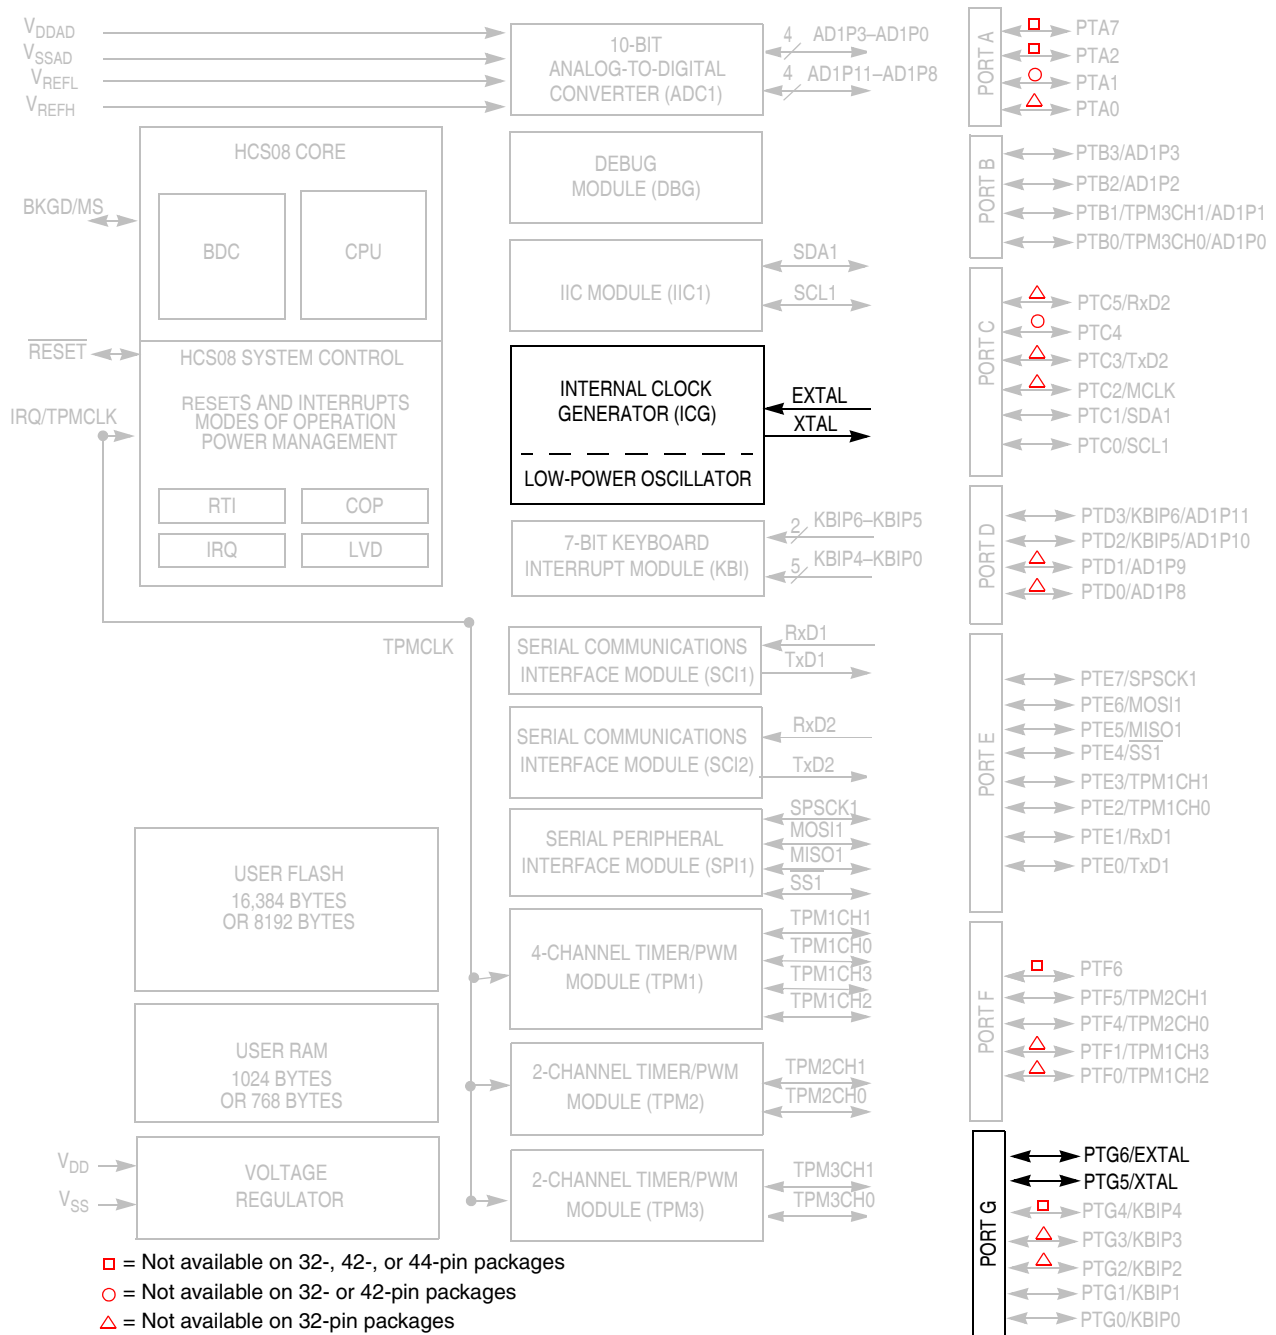 VDDAD
VSSAD
VREFL
VREFH
10-BIT
ANALOG-TO-DIGITAL
CONVERTER (ADC1)
4 AD1P3–AD1P0
4 AD1P11–AD1P8
HCS08 CORE
BDC
CPU
BKGD/MS
DEBUG
MODULE (DBG)
IIC MODULE (IIC1)
SDA1
SCL1
RESET
HCS08 SYSTEM CONTROL
RESETS AND INTERRUPTS
MODES OF OPERATION
POWER MANAGEMENT
IRQ/TPMCLK
RTI
COP
IRQ
LVD
INTERNAL CLOCK
GENERATOR (ICG)
LOW-POWER OSCILLATOR
EXTAL
XTAL
7-BIT KEYBOARD
INTERRUPT MODULE (KBI)
2 KBIP6–KBIP5
5 KBIP4–KBIP0
TPMCLK
SERIAL COMMUNICATIONS
INTERFACE MODULE (SCI1)
RxD1
TxD1
SERIAL COMMUNICATIONS
INTERFACE MODULE (SCI2)
RxD2
TxD2
SERIAL PERIPHERAL
INTERFACE MODULE (SPI1)
SPSCK1
MOSI1
MISO1
SS1
USER FLASH
16,384 BYTES
OR 8192 BYTES
4-CHANNEL TIMER/PWM
MODULE (TPM1)
TPM1CH1
TPM1CH0
TPM1CH3
TPM1CH2
USER RAM
1024 BYTES
OR 768 BYTES
2-CHANNEL TIMER/PWM
MODULE (TPM2)
TPM2CH1
TPM2CH0
VDD
VSS
VOLTAGE
REGULATOR
2-CHANNEL TIMER/PWM
MODULE (TPM3)
TPM3CH1
TPM3CH0
PORT A
PTA7
PTA2
PTA1
PTA0
PORT B
PTB3/AD1P3
PTB2/AD1P2
PTB1/TPM3CH1/AD1P1
PTB0/TPM3CH0/AD1P0
PORT C
PTC5/RxD2
PTC4
PTC3/TxD2
PTC2/MCLK
PTC1/SDA1
PTC0/SCL1
PORT D
PTD3/KBIP6/AD1P11
PTD2/KBIP5/AD1P10
PTD1/AD1P9
PTD0/AD1P8
PORT E
PTE7/SPSCK1
PTE6/MOSI1
PTE5/MISO1
PTE4/SS1
PTE3/TPM1CH1
PTE2/TPM1CH0
PTE1/RxD1
PTE0/TxD1
PORT F
PTF6
PTF5/TPM2CH1
PTF4/TPM2CH0
PTF1/TPM1CH3
PTF0/TPM1CH2
PORT G
PTG6/EXTAL
PTG5/XTAL
PTG4/KBIP4
PTG3/KBIP3
PTG2/KBIP2
PTG1/KBIP1
PTG0/KBIP0
= Not available on 32-, 42-, or 44-pin packages
= Not available on 32- or 42-pin packages
= Not available on 32-pin packages